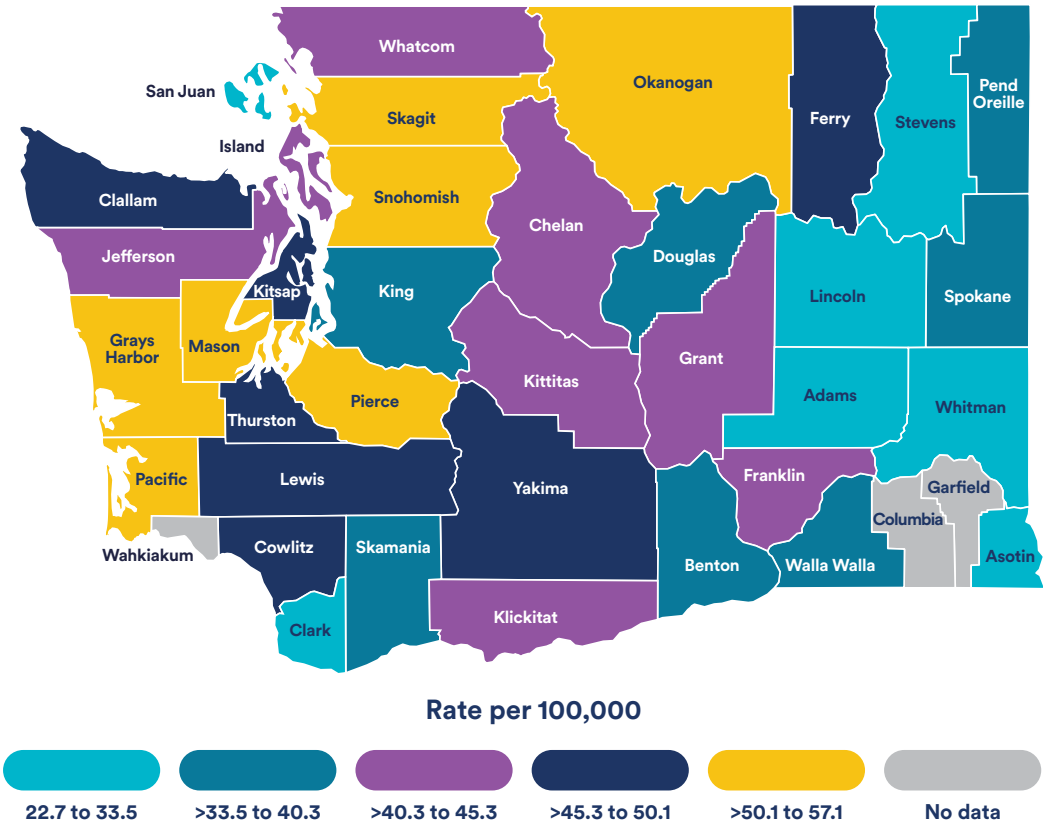 Whatcom
Okanogan
Pend
Oreille
San Juan
Skagit
Ferry
Stevens
Island
Clallam
Snohomish
Chelan
Jefferson
Douglas
Kitsap
King
Lincoln
Spokane
Grays
Harbor
Mason
Grant
Kittitas
Pierce
Adams
Whitman
Thurston
Pacific
Lewis
Yakima
Franklin
Garfield
Columbia
Wahkiakum
Cowlitz
Skamania
Benton
Walla Walla
Asotin
Klickitat
Clark
Rate per 100,000
22.7 to 33.5
>33.5 to 40.3
>40.3 to 45.3
>45.3 to 50.1
>50.1 to 57.1
No data